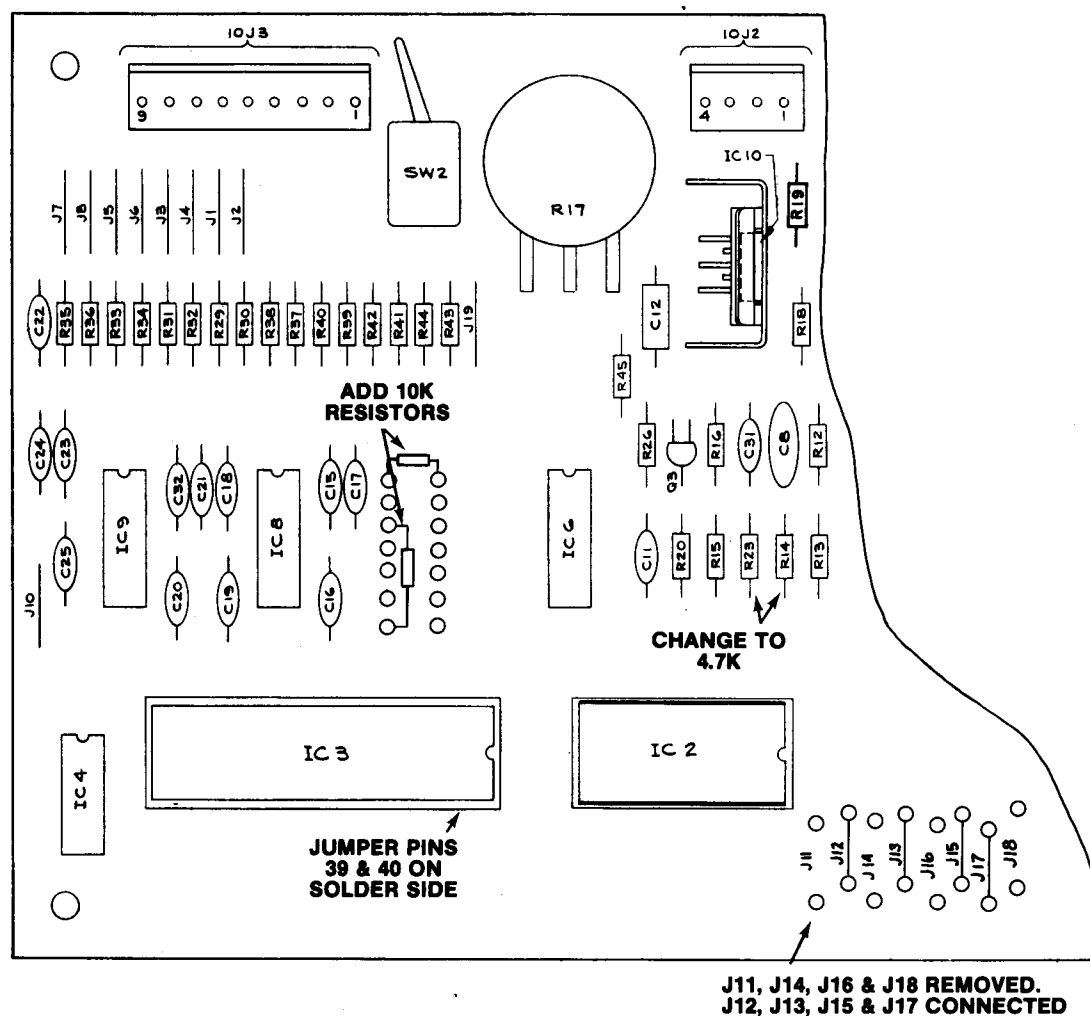 IOJ3
IOJ2
9
1
4
1
IC10
SW2
R17
R19
J7
J8
J5
J6
J3
J4
J1
J2
C22
R35
R36
R33
R34
R31
R32
R29
R30
R38
R37
R40
R39
R42
R41
R44
R43
J19
C12
R18
R45
ADD 10K
RESISTORS
C24
C23
R26
Q3
R16
C31
C8
R12
IC9
C32
C21
C18
IC8
C15
C17
IC6
C25
C20
C19
C16
C11
R20
R15
R23
R14
R13
J10
CHANGE TO
4.7K
IC4
IC3
IC2
JUMPER PINS
39 & 40 ON
SOLDER SIDE
J11
J12
J14
J13
J16
J15
J17
J18
J11, J14, J16 & J18 REMOVED.
J12, J13, J15 & J17 CONNECTED